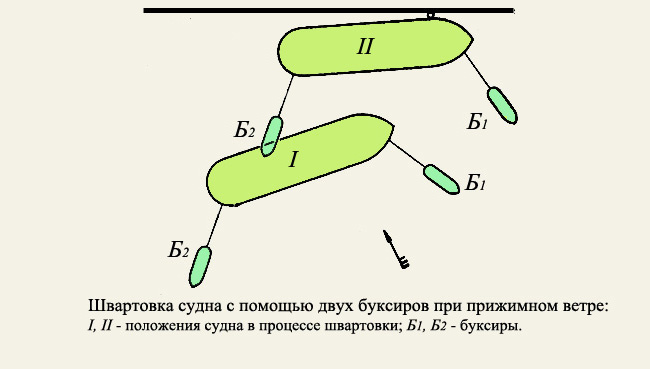 II
Б1
Б2
I
Б1
Б2
Швартовка судна с помощью двух буксиров при прижимном ветре:
I, II - положения судна в процессе швартовки; Б1, Б2 - буксиры.